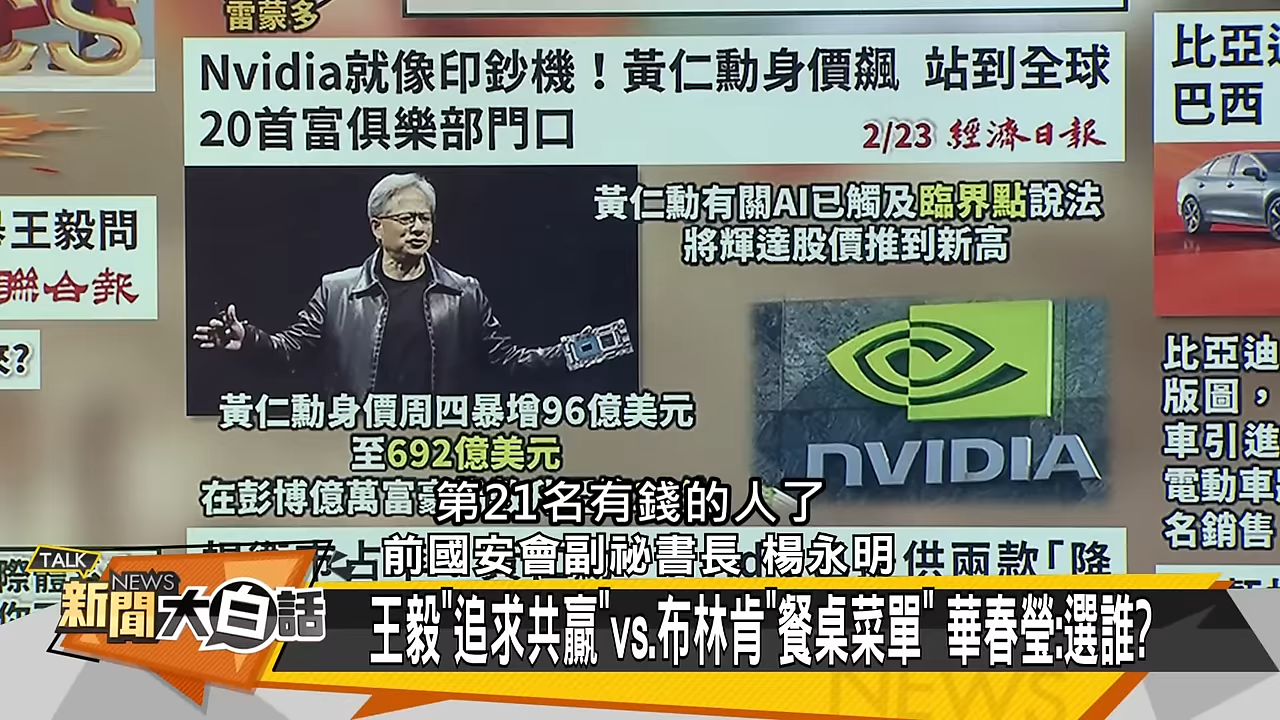 雷蒙多
Nvidia就像印鈔機！黃仁勳身價飆 站到全球
20首富俱樂部門口
2/23 經濟日報
黃仁勳有關AI已觸及臨界點說法
將輝達股價推到新高
NVIDIA
黃仁勳身價周四暴增96億美元
至692億美元
在彭博億萬富豪
王毅問
聯合報
?
比亞迪
巴西
比亞迪
版圖，
車引進
電動車
名銷售
第21名有錢的人了
前國安會副祕書長 楊永明
供兩款「降
TALK
NEWS
新聞大白話
王毅"追求共贏"vs.布林肯"餐桌菜單" 華春瑩:選誰?
NEWS